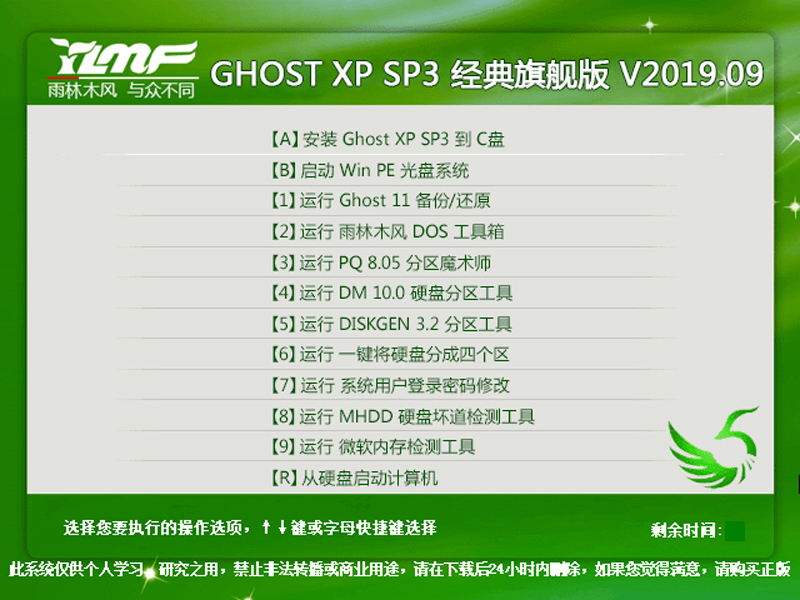 YLMF
雨林木风 与众不同
GHOST XP SP3 经典旗舰版 V2019.09
【A】安装 Ghost XP SP3 到 C盘
【B】启动 Win PE 光盘系统
【1】运行 Ghost 11 备份/还原
【2】运行 雨林木风 DOS 工具箱
【3】运行 PQ 8.05 分区魔术师
【4】运行 DM 10.0 硬盘分区工具
【5】运行 DISKGEN 3.2 分区工具
【6】运行 一键将硬盘分成四个区
【7】运行 系统用户登录密码修改
【8】运行 MHDD 硬盘坏道检测工具
【9】运行 微软内存检测工具
【R】从硬盘启动计算机
选择您要执行的操作选项，↑↓键或字母快捷键选择
剩余时间:
此系统仅供个人学习、研究之用，禁止非法转播或商业用途，请在下载后24小时内删除，如果您觉得满意，请购买正版